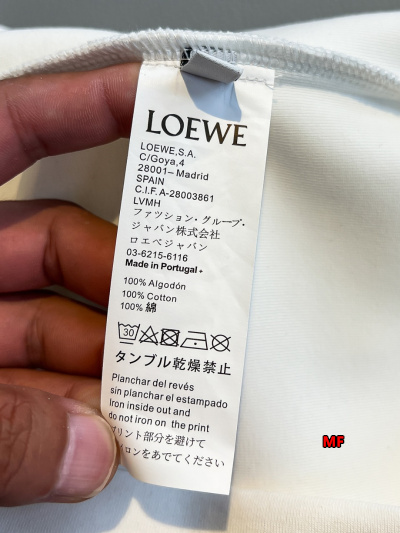 LOEWE
LOEWE,S.A.
C/Goya,4
28001– Madrid
SPAIN
C.I.F.A-28003861
LVMH
ファツション・グループ・
ジャパン株式会社
ロエベジャパン
03-6215-6116
Made in Portugal.
100% Algodón
100% Cotton
100% 綿
30
タンブル乾燥禁止
Planchar del revés
sin planchar el estampado
Iron inside out and
do not iron on the print
プリント部分を避けて
イロンをあてください
MF